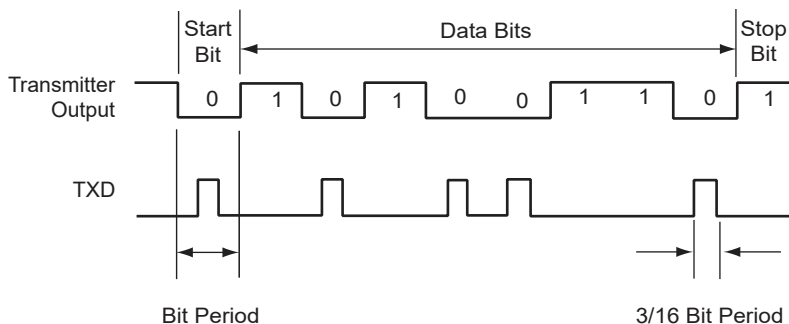 Start
Bit
Data Bits
Stop
Bit
Transmitter
Output
0 1 0 1 0 0 1 1 0 1
TXD
Bit Period
3/16 Bit Period